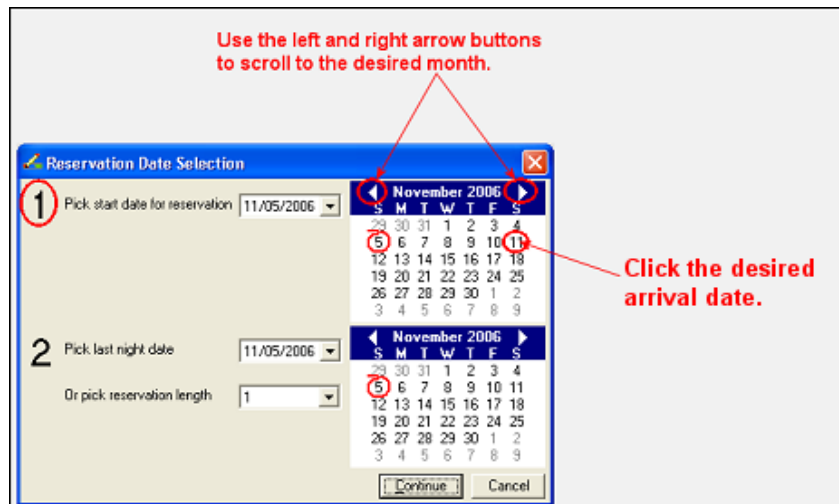 Use the left and right arrow buttons
to scroll to the desired month.
Reservation Date Selection
1 Pick start date for reservation 11/05/2006
November 2006
S M T W T F S
29 30 31 1 2 3 4
5 6 7 8 9 10 11
12 13 14 15 16 17 18
19 20 21 22 23 24 25
26 27 28 29 30 1 2
3 4 5 6 7 8 9
Click the desired
arrival date.
2 Pick last night date 11/05/2006
Or pick reservation length 1
November 2006
S M T W T F S
29 30 31 1 2 3 4
5 6 7 8 9 10 11
12 13 14 15 16 17 18
19 20 21 22 23 24 25
26 27 28 29 30 1 2
3 4 5 6 7 8 9
Continue Cancel